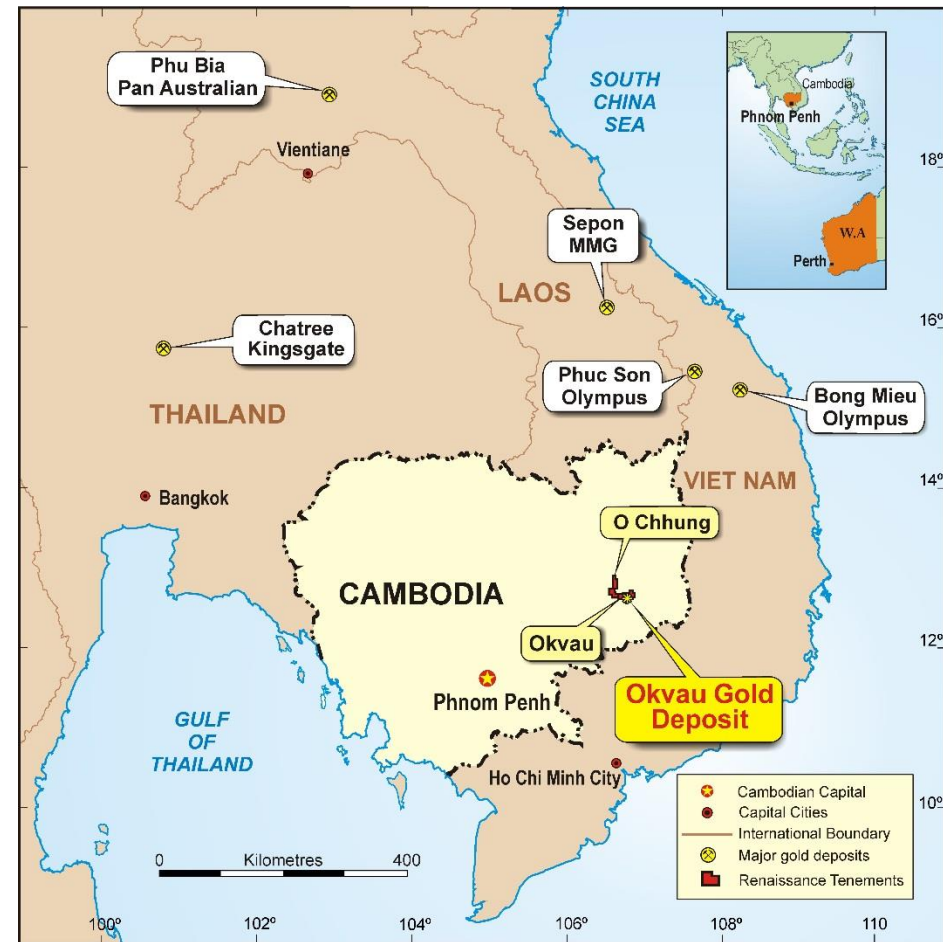 Phu Bia
Pan Australian
SOUTH
CHINA
SEA
Cambodia
Phnom Penh
W.A
Perth
Vientiane
18º
Sepon
MMG
LAOS
16º
Chatree
Kingsgate
Phuc Son
Olympus
Bong Mieu
Olympus
THAILAND
VIET NAM
Bangkok
14º
O Chhung
CAMBODIA
Okvau
12º
Phnom Penh
Okvau Gold
Deposit
GULF
OF
THAILAND
Ho Chi Minh City
10º
Cambodian Capital
Capital Cities
International Boundary
Major gold deposits
Renaissance Tenements
0 Kilometres 400
100º 102º 104º 106º 108º 110